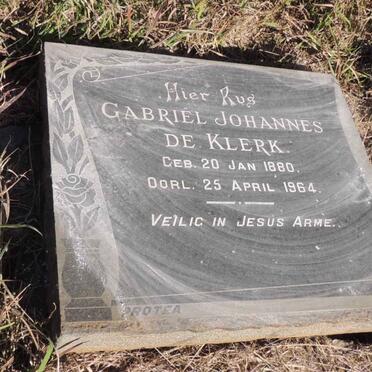 Hier Rus
GABRIEL JOHANNES
DE KLERK.
GEB. 20 JAN 1880.
OORL. 25 APRIL 1964.
VEILIG IN JESUS ARME.
PROTEA